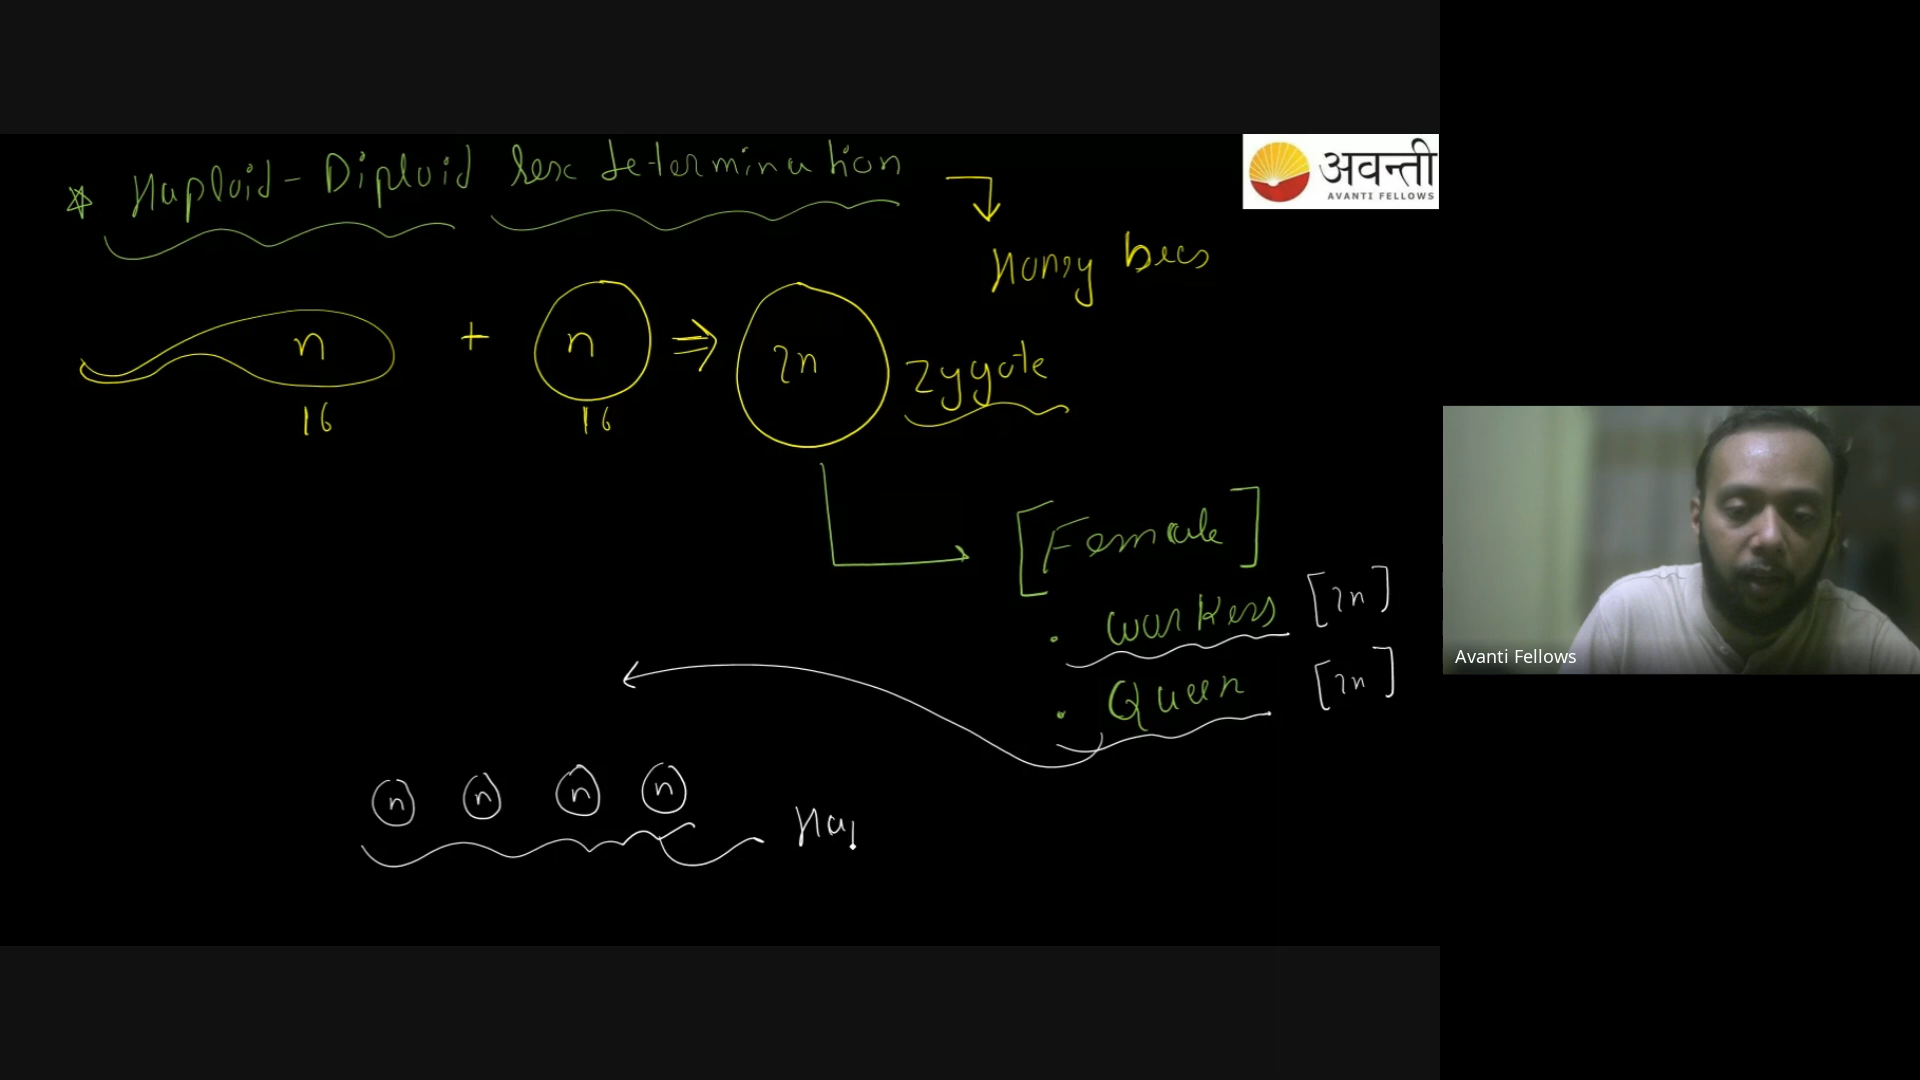 * Haploid-Diploid sex determination
Honey bees
अवन्ती
AVANTI FELLOWS
n + n ⇒ 2n Zygote
16 16
[Female]
• workers [2n]
• Queen [2n]
Avanti Fellows
n n n n Hap